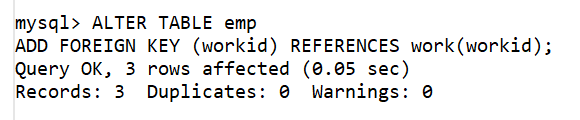 mysql> ALTER TABLE emp
ADD FOREIGN KEY (workid) REFERENCES work(workid);
Query OK, 3 rows affected (0.05 sec)
Records: 3  Duplicates: 0  Warnings: 0